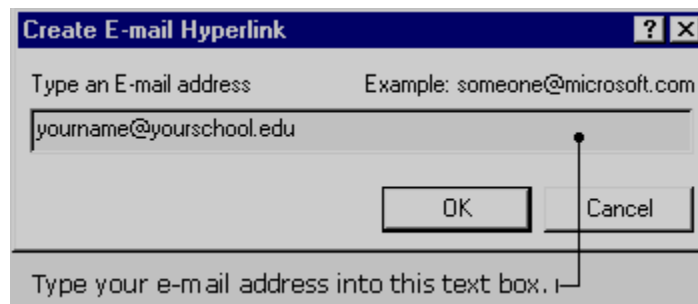 Create E-mail Hyperlink
Type an E-mail address Example: someone@microsoft.com
yourname@yourschool.edu
OK Cancel
Type your e-mail address into this text box.